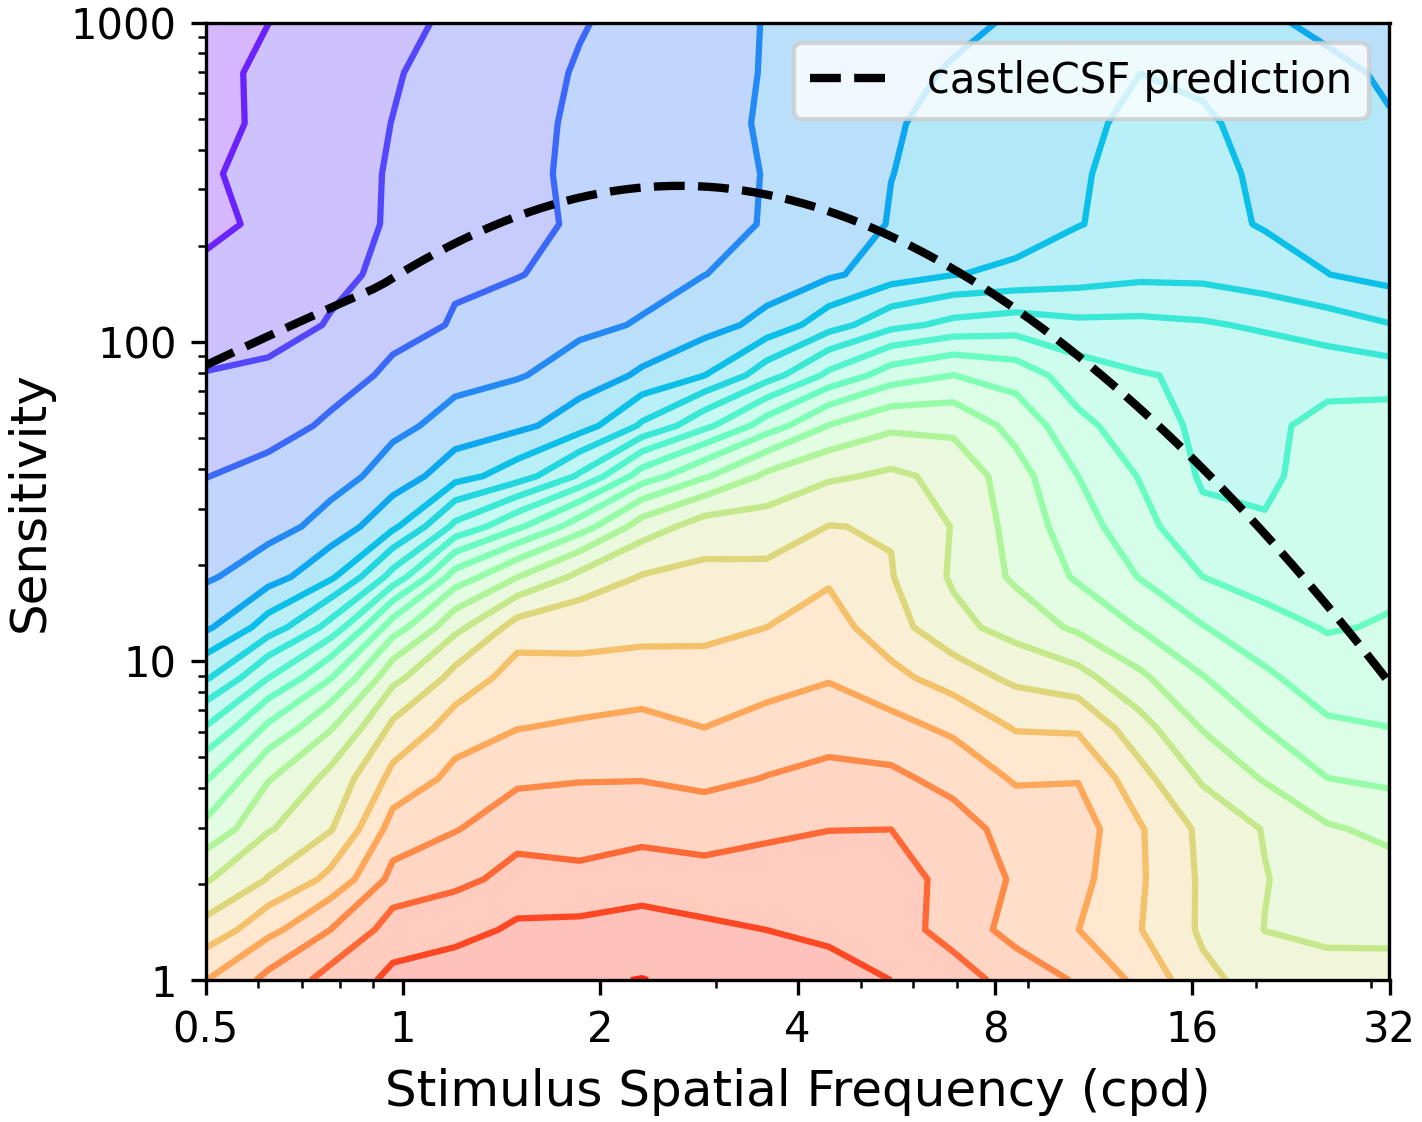 1000
castleCSF prediction
100
Sensitivity
10
1
0.5 1 2 4 8 16 32
Stimulus Spatial Frequency (cpd)